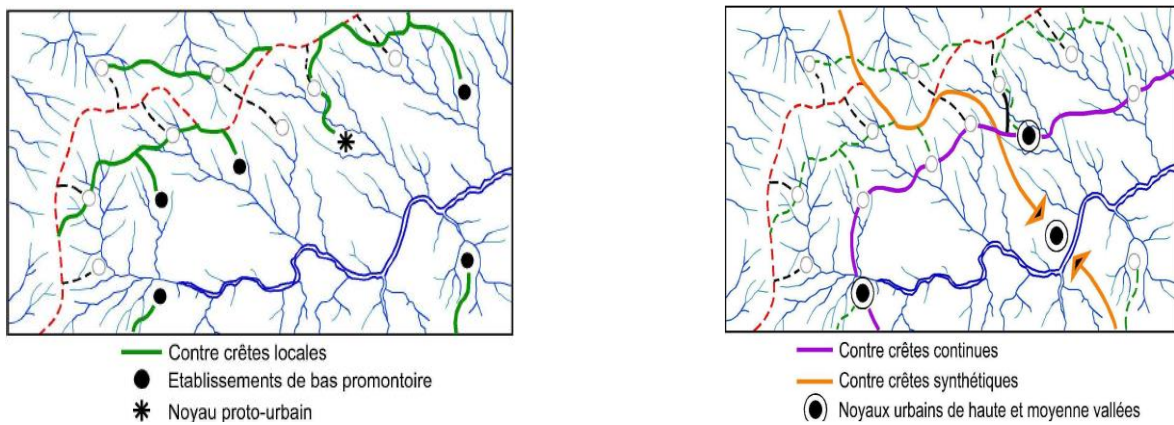 Contre crêtes locales
Etablissements de bas promontoire
Noyau proto-urbain
Contre crêtes continues
Contre crêtes synthétiques
Noyaux urbains de haute et moyenne vallées